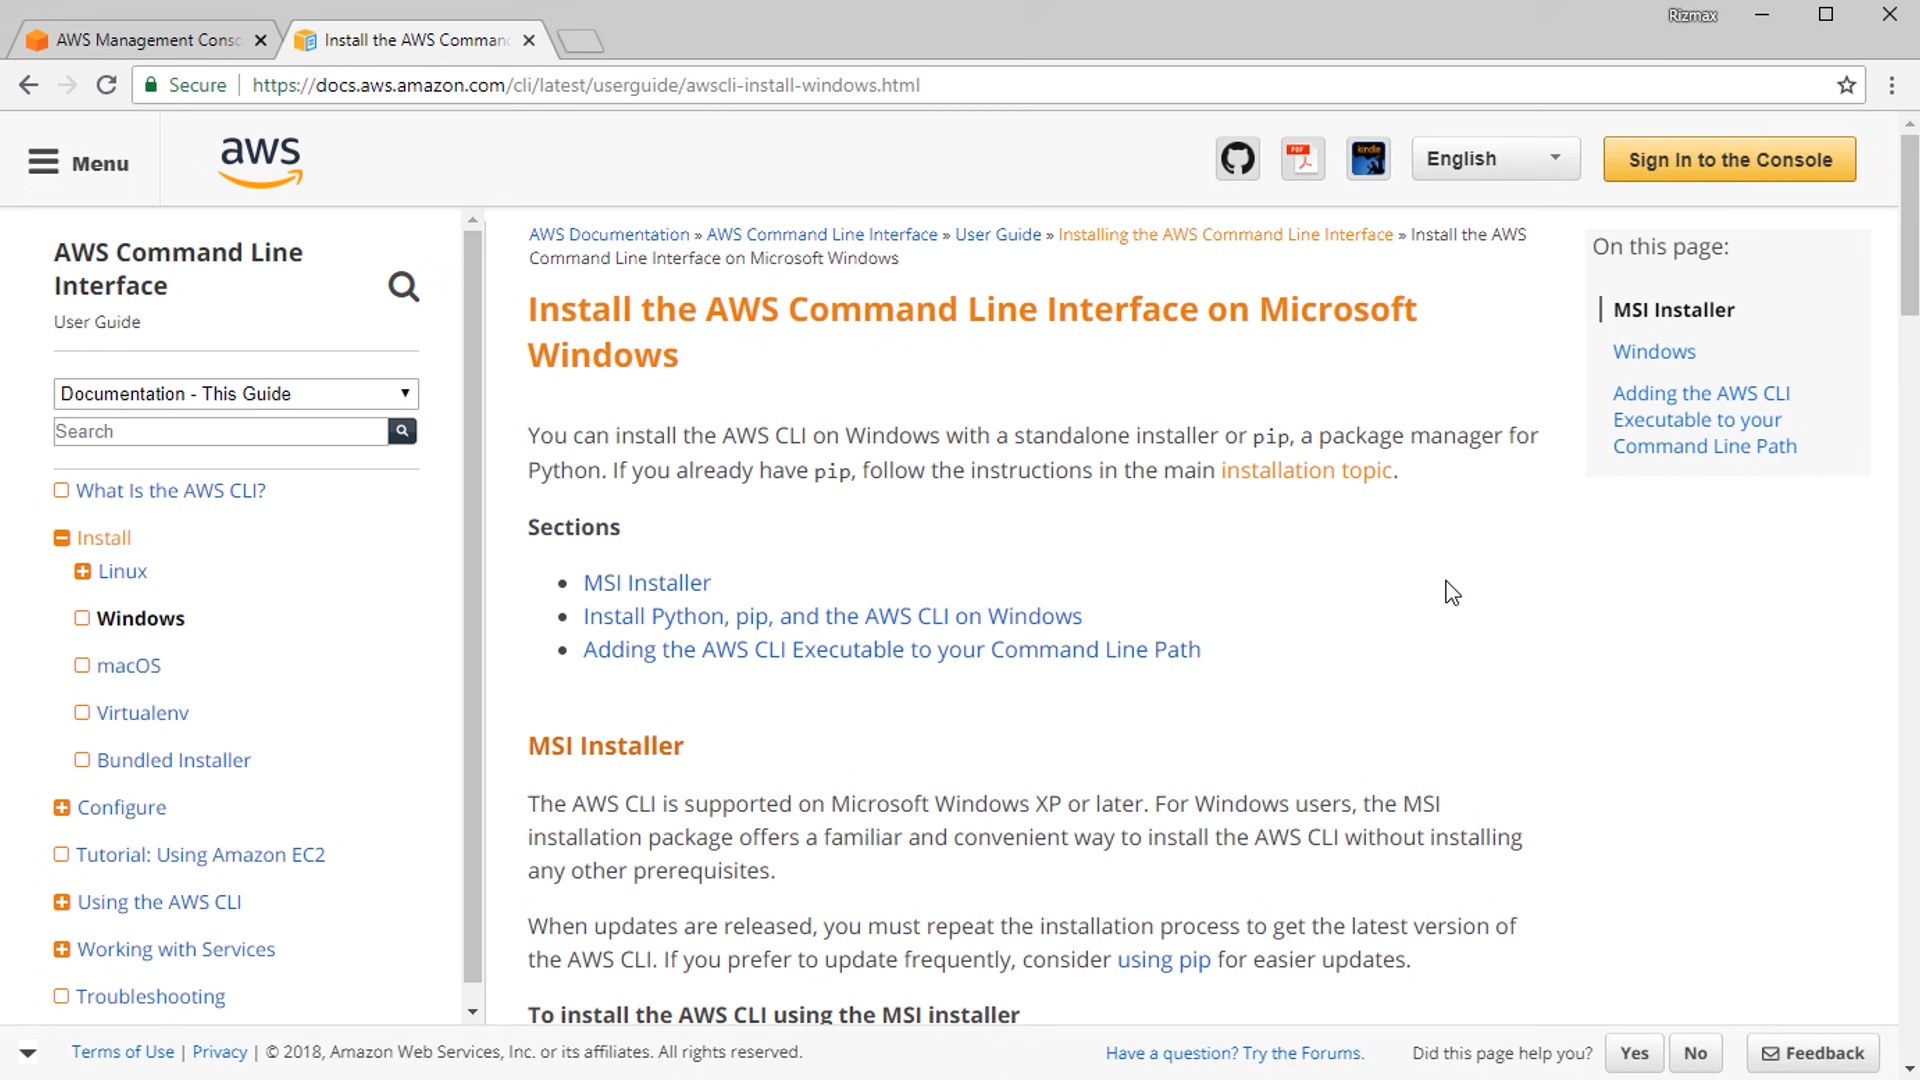 Rizmax
AWS Management Conso
Install the AWS Comman
Secure
https://docs.aws.amazon.com/cli/latest/userguide/awscli-install-windows.html
Menu
aws
PDF
kindle
English
Sign In to the Console
AWS Command Line
Interface
User Guide
Documentation - This Guide
Search
What Is the AWS CLI?
Install
Linux
Windows
macOS
Virtualenv
Bundled Installer
Configure
Tutorial: Using Amazon EC2
Using the AWS CLI
Working with Services
Troubleshooting
AWS Documentation » AWS Command Line Interface » User Guide » Installing the AWS Command Line Interface » Install the AWS
Command Line Interface on Microsoft Windows
Install the AWS Command Line Interface on Microsoft
Windows
You can install the AWS CLI on Windows with a standalone installer or pip, a package manager for
Python. If you already have pip, follow the instructions in the main installation topic.
Sections
• MSI Installer
• Install Python, pip, and the AWS CLI on Windows
• Adding the AWS CLI Executable to your Command Line Path
MSI Installer
The AWS CLI is supported on Microsoft Windows XP or later. For Windows users, the MSI
installation package offers a familiar and convenient way to install the AWS CLI without installing
any other prerequisites.
When updates are released, you must repeat the installation process to get the latest version of
the AWS CLI. If you prefer to update frequently, consider using pip for easier updates.
To install the AWS CLI using the MSI installer
On this page:
MSI Installer
Windows
Adding the AWS CLI
Executable to your
Command Line Path
Terms of Use | Privacy | © 2018, Amazon Web Services, Inc. or its affiliates. All rights reserved.
Have a question? Try the Forums.
Did this page help you?
Yes
No
Feedback